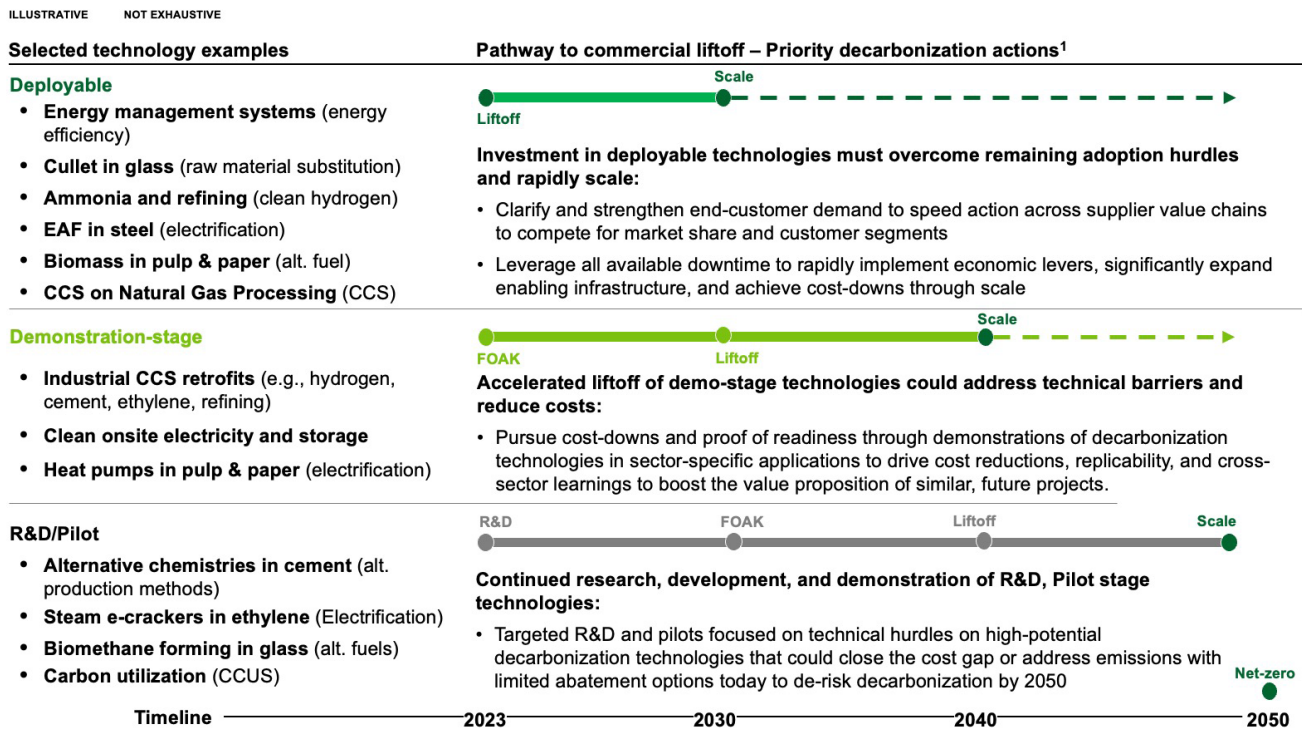 ILLUSTRATIVE NOT EXHAUSTIVE
Selected technology examples
Pathway to commercial liftoff – Priority decarbonization actions¹
Deployable
• Energy management systems (energy
efficiency)
• Cullet in glass (raw material substitution)
• Ammonia and refining (clean hydrogen)
• EAF in steel (electrification)
• Biomass in pulp & paper (alt. fuel)
• CCS on Natural Gas Processing (CCS)
Scale
Liftoff
Investment in deployable technologies must overcome remaining adoption hurdles
and rapidly scale:
• Clarify and strengthen end-customer demand to speed action across supplier value chains
to compete for market share and customer segments
• Leverage all available downtime to rapidly implement economic levers, significantly expand
enabling infrastructure, and achieve cost-downs through scale
Demonstration-stage
• Industrial CCS retrofits (e.g., hydrogen,
cement, ethylene, refining)
• Clean onsite electricity and storage
• Heat pumps in pulp & paper (electrification)
Scale
FOAK
Liftoff
Accelerated liftoff of demo-stage technologies could address technical barriers and
reduce costs:
• Pursue cost-downs and proof of readiness through demonstrations of decarbonization
technologies in sector-specific applications to drive cost reductions, replicability, and cross-
sector learnings to boost the value proposition of similar, future projects.
R&D/Pilot
• Alternative chemistries in cement (alt.
production methods)
• Steam e-crackers in ethylene (Electrification)
• Biomethane forming in glass (alt. fuels)
• Carbon utilization (CCUS)
R&D
FOAK
Liftoff
Scale
Continued research, development, and demonstration of R&D, Pilot stage
technologies:
• Targeted R&D and pilots focused on technical hurdles on high-potential
decarbonization technologies that could close the cost gap or address emissions with
limited abatement options today to de-risk decarbonization by 2050
Net-zero
Timeline
2023
2030
2040
2050